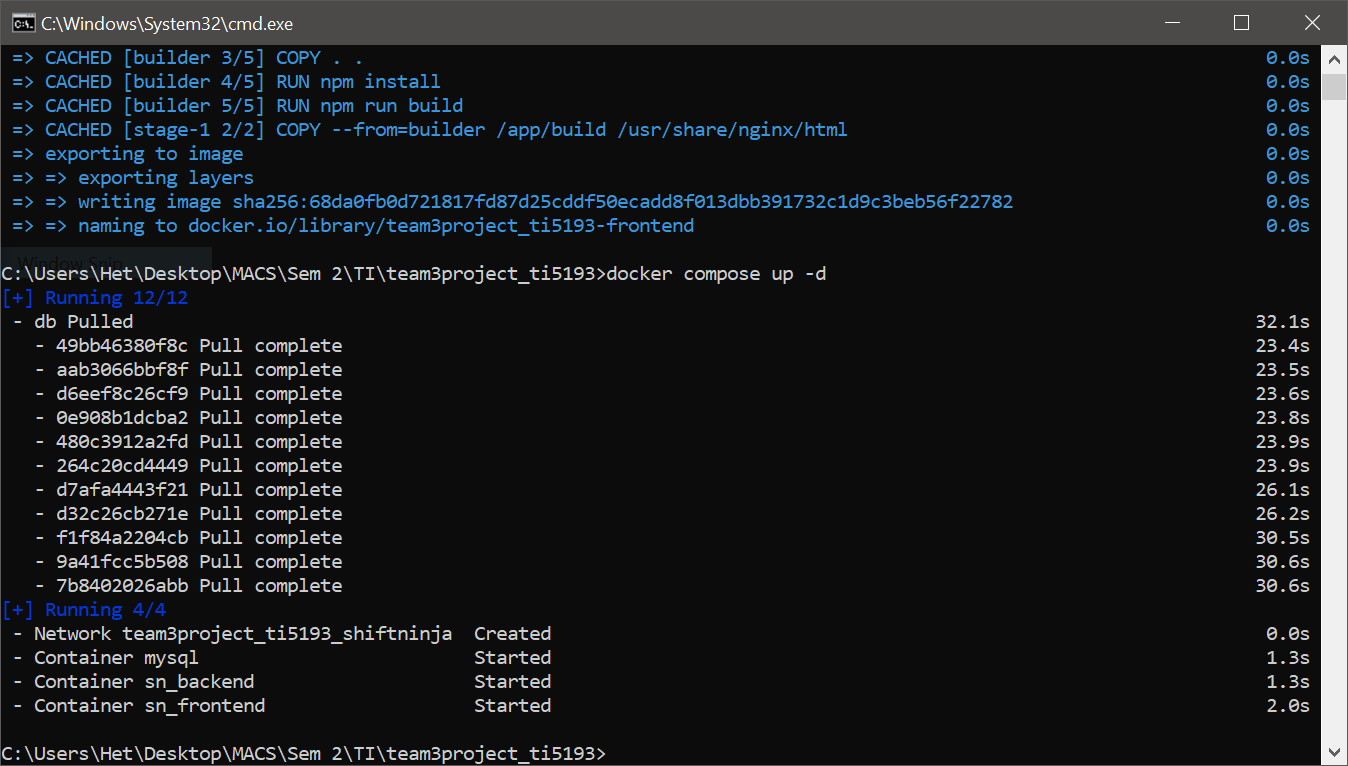 C:\Windows\System32\cmd.exe
=> CACHED [builder 3/5] COPY . . 0.0s
=> CACHED [builder 4/5] RUN npm install 0.0s
=> CACHED [builder 5/5] RUN npm run build 0.0s
=> CACHED [stage-1 2/2] COPY --from=builder /app/build /usr/share/nginx/html 0.0s
=> exporting to image 0.0s
=> => exporting layers 0.0s
=> => writing image sha256:68da0fb0d721817fd87d25cddf50ecadd8f013dbb391732c1d9c3beb56f22782 0.0s
=> => naming to docker.io/library/team3project_ti5193-frontend 0.0s
Window Snip
C:\Users\Het\Desktop\MACS\Sem 2\TI\team3project_ti5193>docker compose up -d
[+] Running 12/12
- db Pulled 32.1s
- 49bb46380f8c Pull complete 23.4s
- aab3066bbf8f Pull complete 23.5s
- d6eef8c26cf9 Pull complete 23.6s
- 0e908b1dcba2 Pull complete 23.8s
- 480c3912a2fd Pull complete 23.9s
- 264c20cd4449 Pull complete 23.9s
- d7afa4443f21 Pull complete 26.1s
- d32c26cb271e Pull complete 26.2s
- f1f84a2204cb Pull complete 30.5s
- 9a41fcc5b508 Pull complete 30.6s
- 7b8402026abb Pull complete 30.6s
[+] Running 4/4
- Network team3project_ti5193_shiftninja Created 0.0s
- Container mysql Started 1.3s
- Container sn_backend Started 1.3s
- Container sn_frontend Started 2.0s
C:\Users\Het\Desktop\MACS\Sem 2\TI\team3project_ti5193>